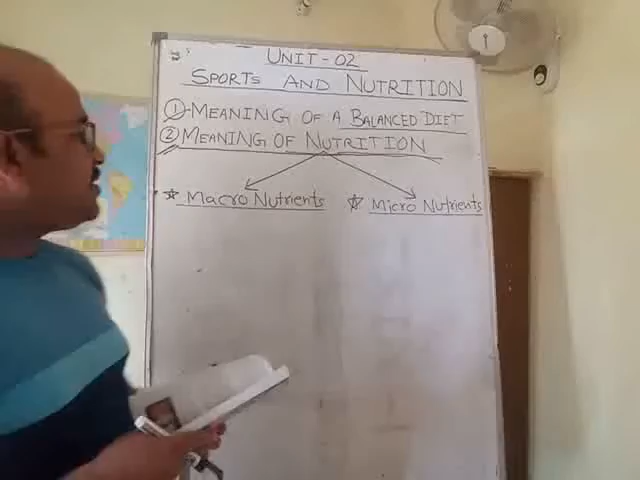 UNIT-02
SPORTS AND NUTRITION
① MEANING OF A BALANCED DIET
② MEANING OF NUTRITION
☆ Macro Nutrients ☆ Micro Nutrients